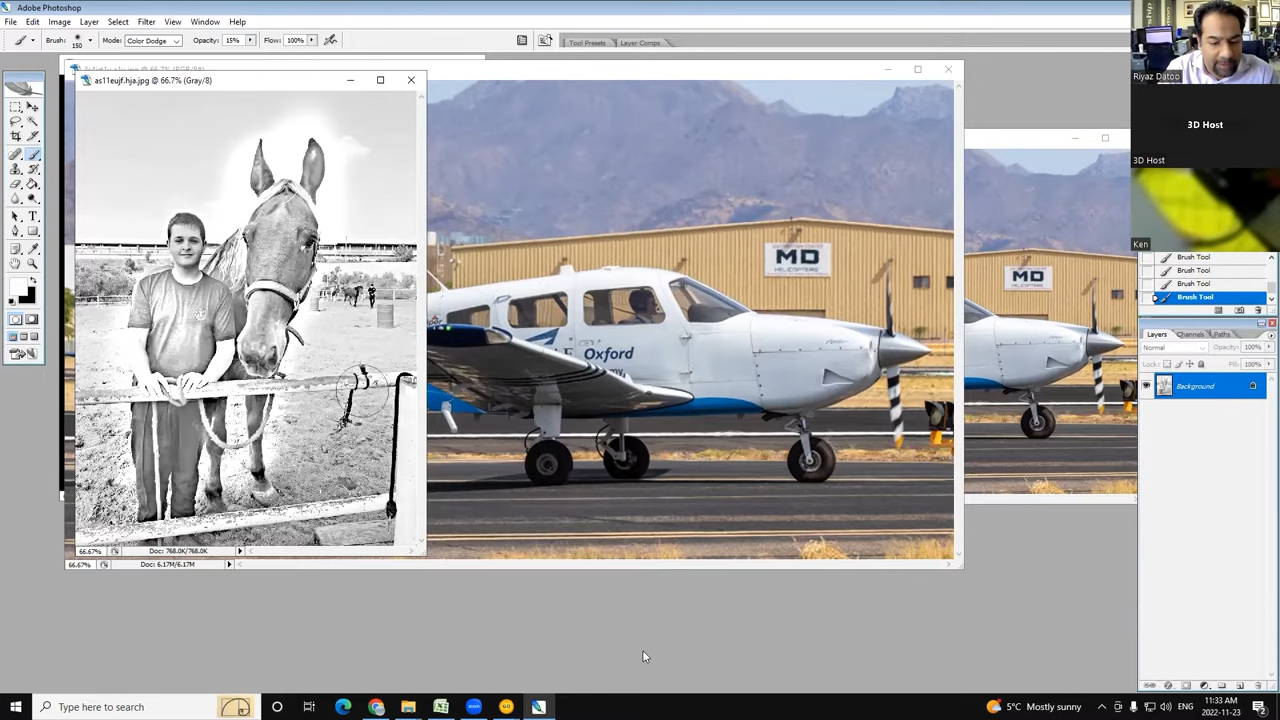 Adobe Photoshop
File Edit Image Layer Select Filter View Window Help
Brush: 150 Mode: Color Dodge Opacity: 15% Flow: 100%
Tool Presets Layer Comps
as11eujf.hja.jpg @ 66.7% (Gray/8)
MD
HELICOPTERS
MD
HELICOPTERS
Oxford
66.67% Doc: 768.0K/768.0K
66.67% Doc: 6.17M/6.17M
Riyaz Datoo
3D Host
3D Host
Ken
Brush Tool
Brush Tool
Brush Tool
Brush Tool
Layers Channels Paths
Normal Opacity: 100%
Lock: Fill: 100%
Background
Type here to search
5°C Mostly sunny
11:33 AM
2022-11-23
2